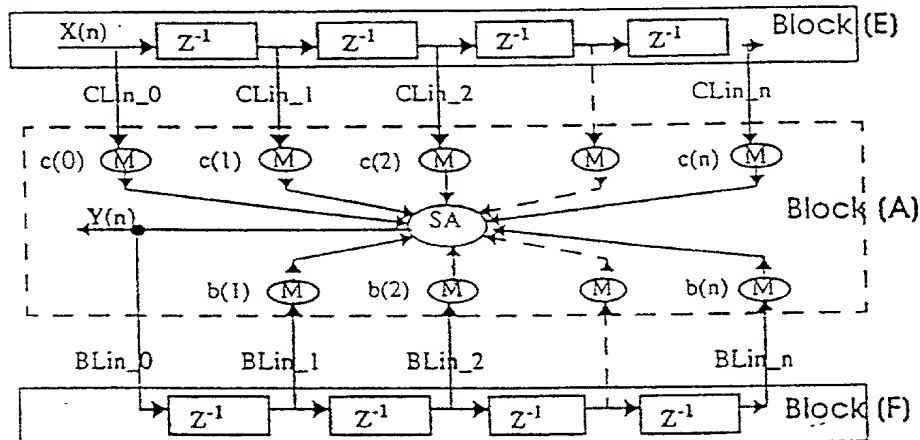 X(n) Z⁻¹ Z⁻¹ Z⁻¹ Z⁻¹ Block (E)
CLin_0 CLin_1 CLin_2 CLin_n
c(0) M c(1) M c(2) M M c(n) M
Y(n) SA Block (A)
b(1) M b(2) M M b(n) M
BLin_0 BLin_1 BLin_2 BLin_n
Z⁻¹ Z⁻¹ Z⁻¹ Z⁻¹ Block (F)